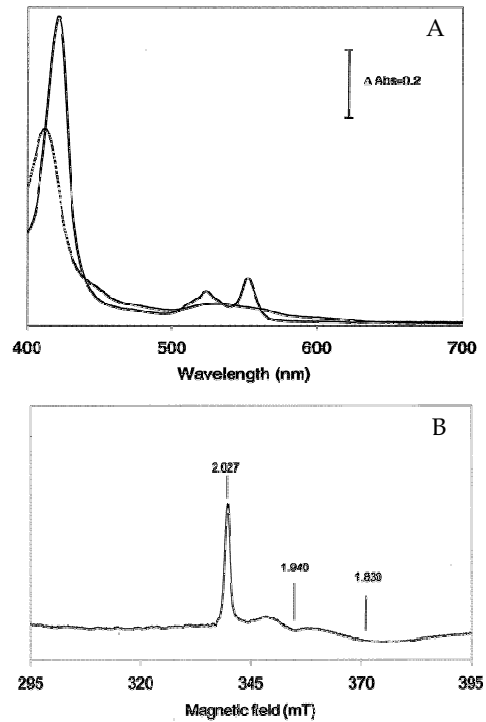 A
Δ Abs=0.2
400 500 600 700
Wavelength (nm)
B
2.027
1.940
1.830
295 320 345 370 395
Magnetic field (mT)